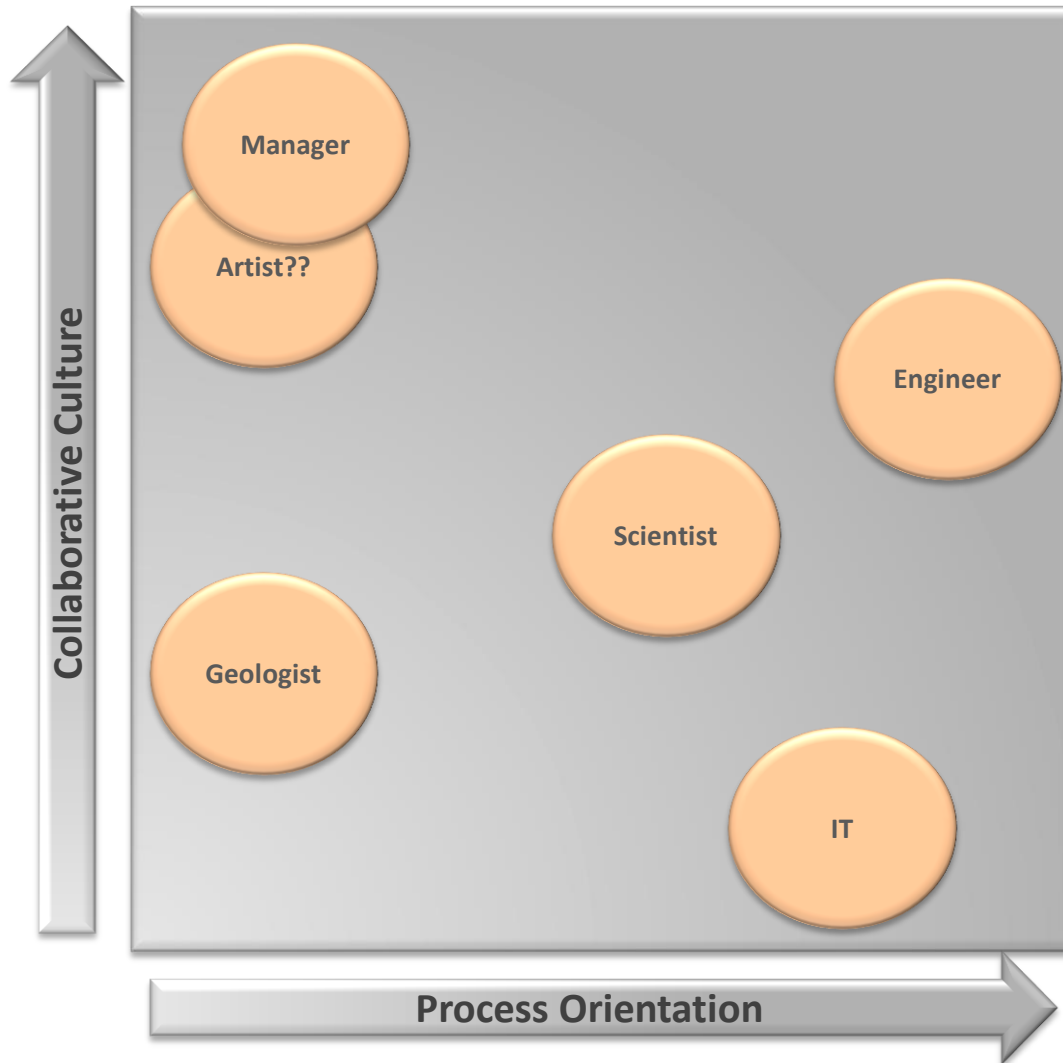 Manager
Artist??
Engineer
Scientist
Geologist
IT
Collaborative Culture
Process Orientation